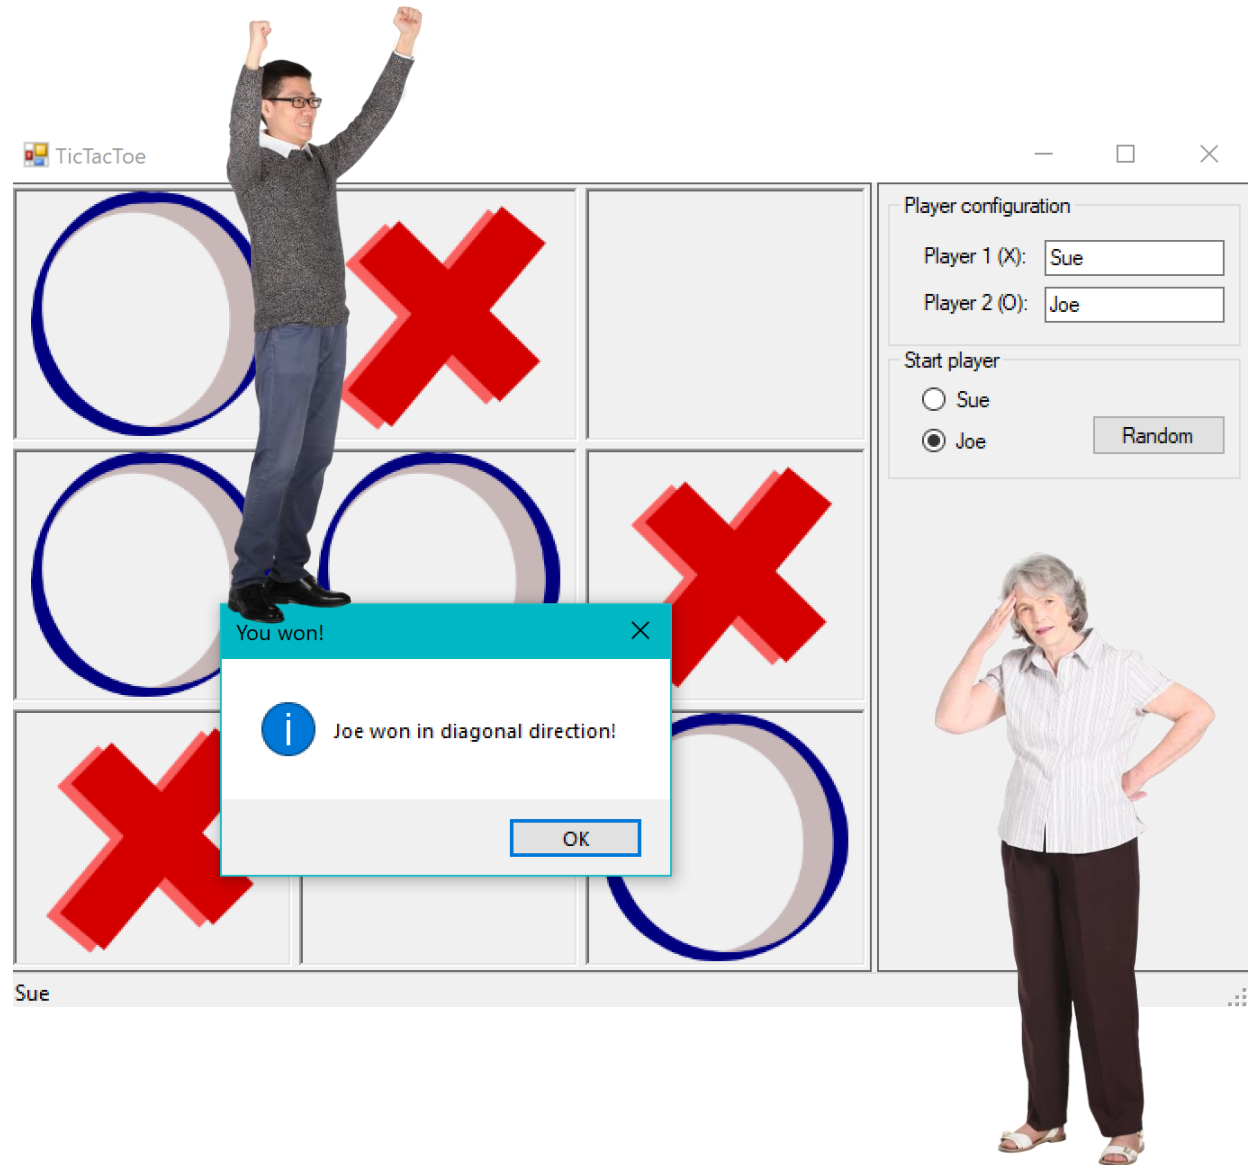 TicTacToe
Player configuration
Player 1 (X): Sue
Player 2 (O): Joe
Start player
Sue
Joe
Random
You won!
Joe won in diagonal direction!
OK
Sue